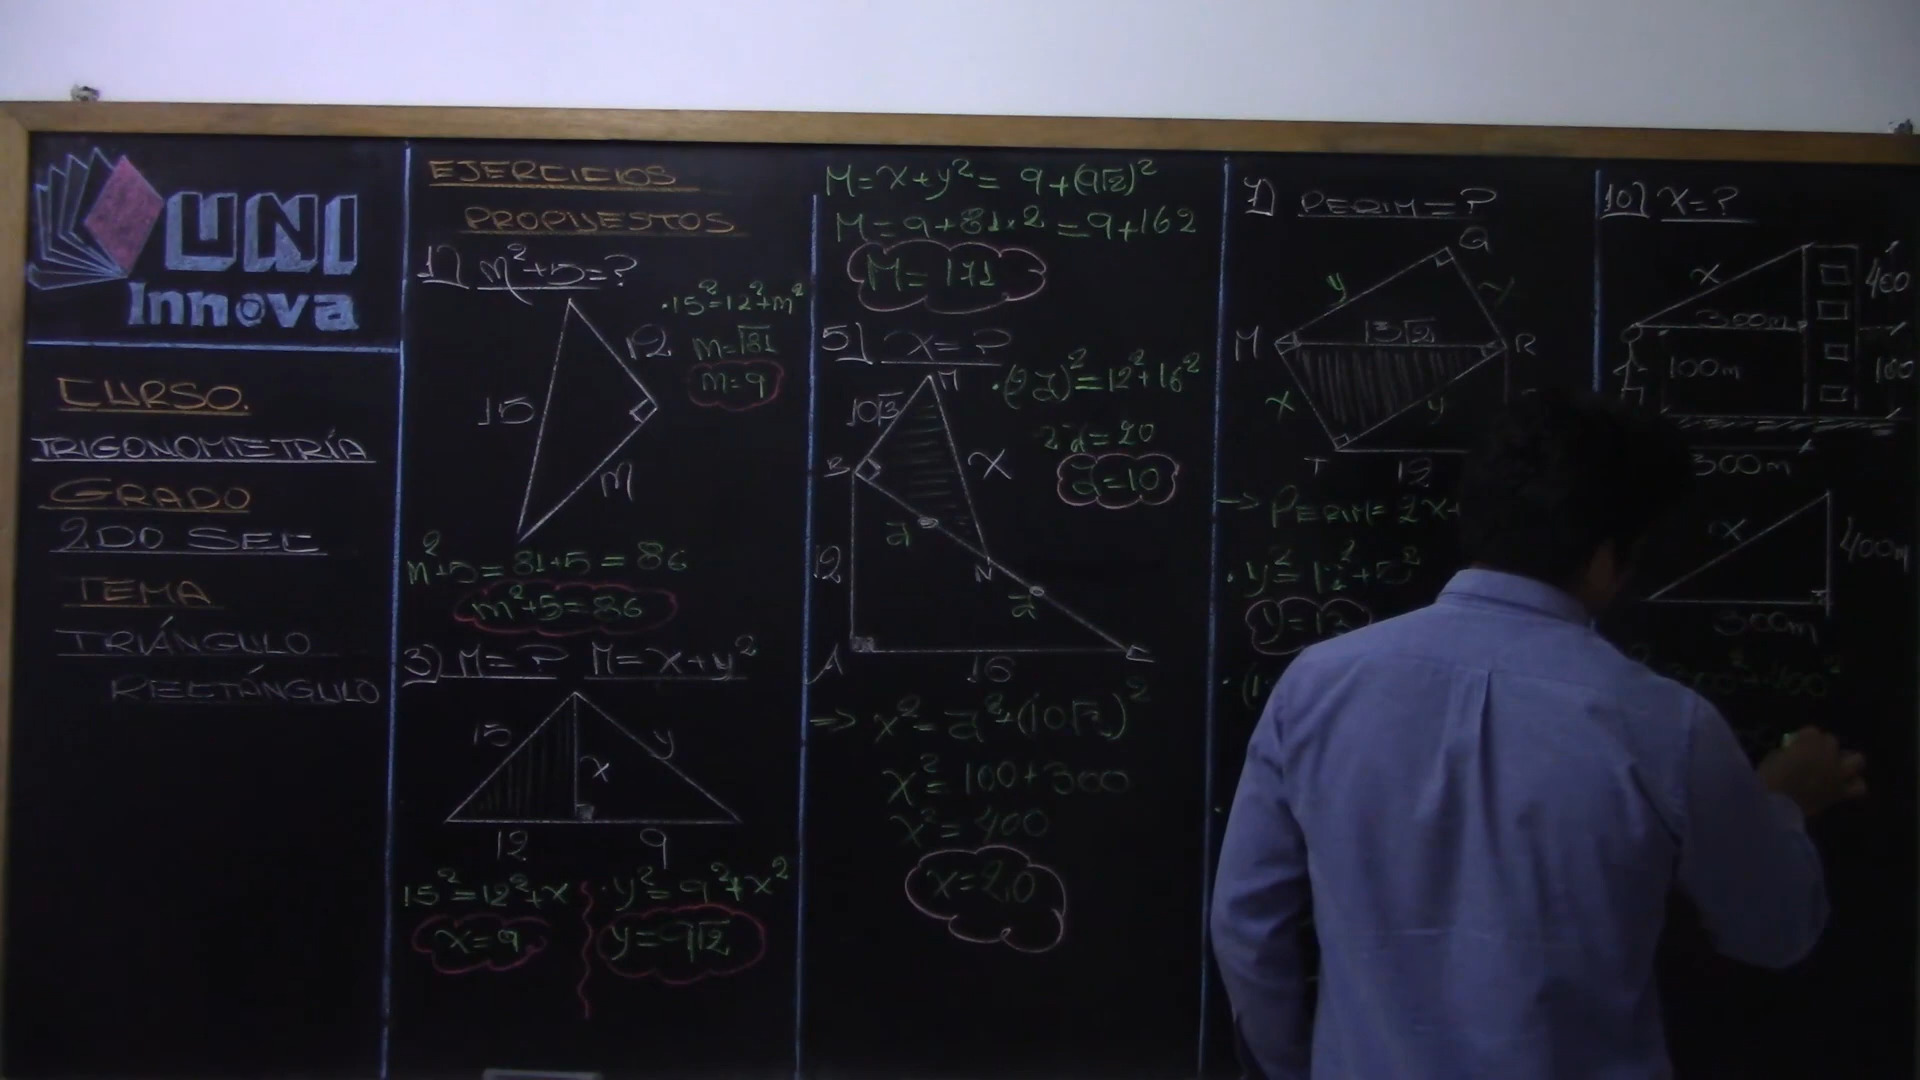 UNI
Innova
CURSO.
TRIGONOMETRÍA
GRADO
2DO SEC
TEMA
TRIÁNGULO
RECTÁNGULO
EJERCICIOS
PROPUESTOS
1) m²+5=?
.15²=12²+m²
m=√81
m=9
12
15
m
m²+5=81+5=86
m²+5=86
3) M=? M=x+y²
15
x
y
12
9
15²=12²+x
x=9
.y²=9²+x²
y=9√2
M=x+y²= 9+(9√2)²
M=9+81×2=9+162
M=171
5) x=?
.(2a)²=12²+16²
2a=20
a=10
M
10√3
B
x
a
N
12
a
A
16
C
=> x²=a²+(10√3)²
x²=100+300
x²=400
x=20
7) PERIM=?
Q
y
M
13√2
R
x
y
T
12
-> PERIM= 2x+
10) x=?
x
400
300m
100m
100
300m
x
400m
300m